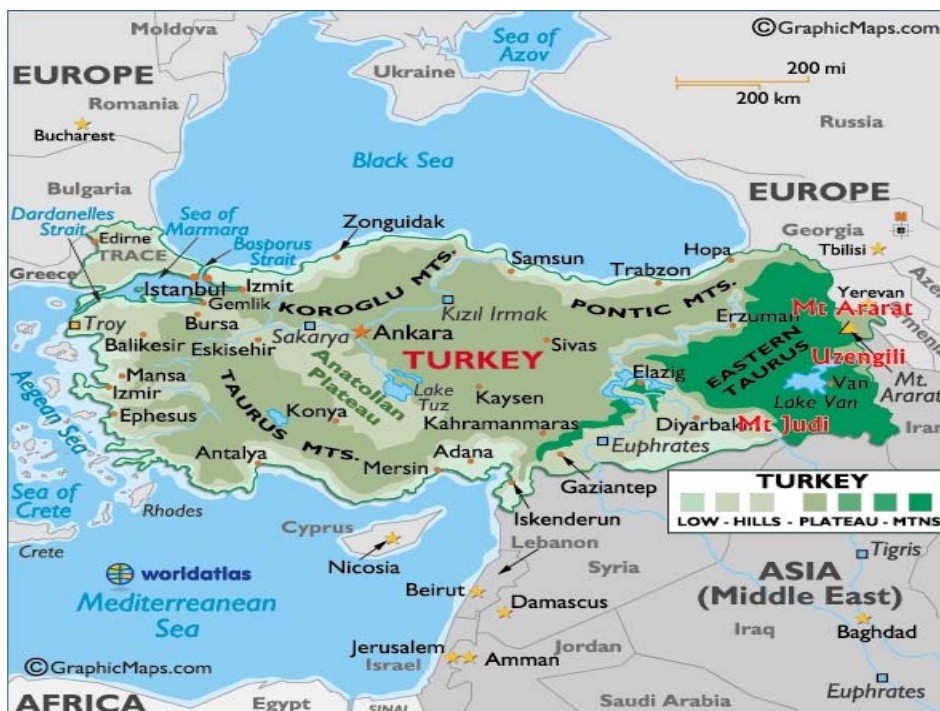 Moldova
Sea of
Azov
©GraphicMaps.com
EUROPE
Ukraine
200 mi
200 km
Romania
Bucharest
Russia
Black Sea
Bulgaria
EUROPE
Dardanelles
Strait
Sea of
Marmara
Bosporus
Strait
Zonguidak
Georgia
Tbilisi
N
Edirne
TRACE
Samsun
Hopa
Trabzon
Greece
Istanbul
Izmit
KOROGLU MTS.
PONTIC MTS.
Yerevan
Mt Ararat
Gemlik
Troy
Bursa
Sakarya
Ankara
Kızıl Irmak
Erzuman
Balikesir
Eskisehir
TURKEY
Sivas
EASTERN
TAURUS
Uzengili
Aegean Sea
Mansa
Izmir
Anatolian
Plateau
Elazig
Van
Lake Van
Mt.
Ararat
Lake
Tuz
Kaysen
Ephesus
TAURUS MTS.
Konya
Kahramanmaras
Diyarbak
Mt Judi
Iran
Antalya
Mersin
Adana
Euphrates
Gaziantep
Sea of
Crete
Rhodes
Iskenderun
TURKEY
LOW - HILLS - PLATEAU - MTNS
Crete
Cyprus
Nicosia
Lebanon
Syria
Tigris
worldatlas
Mediterreanean
Sea
Beirut
Damascus
ASIA
(Middle East)
Iraq
Baghdad
Jerusalem
Israel
Amman
Jordan
©GraphicMaps.com
AFRICA
Egypt
SINAI
Saudi Arabia
Euphrates